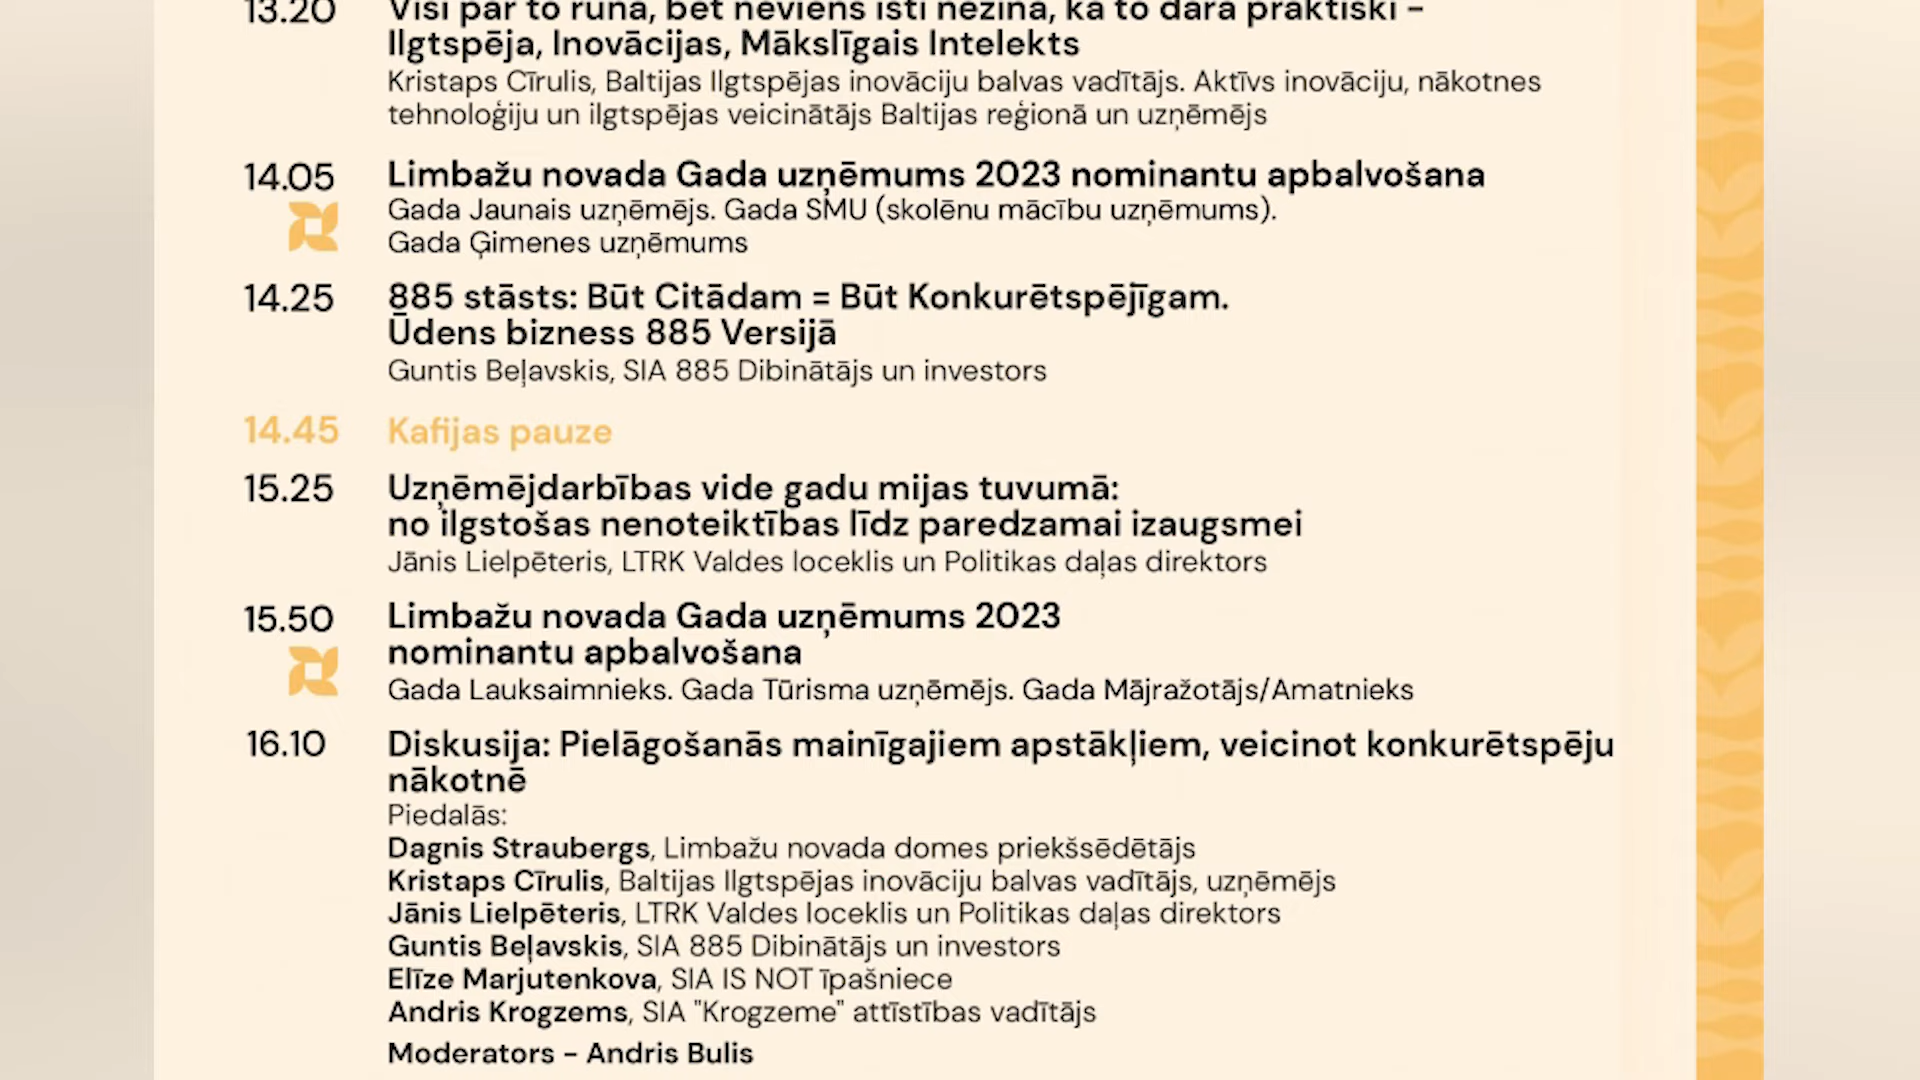 13.20 Visi par to runā, bet neviens īsti nezina, kā to dara praktiski –
Ilgtspēja, Inovācijas, Mākslīgais Intelekts
Kristaps Cīrulis, Baltijas Ilgtspējas inovāciju balvas vadītājs. Aktīvs inovāciju, nākotnes
tehnoloģiju un ilgtspējas veicinātājs Baltijas reģionā un uzņēmējs
14.05 Limbažu novada Gada uzņēmums 2023 nominantu apbalvošana
Gada Jaunais uzņēmējs. Gada SMU (skolēnu mācību uzņēmums).
Gada Ģimenes uzņēmums
14.25 885 stāsts: Būt Citādam = Būt Konkurētspējīgam.
Ūdens bizness 885 Versijā
Guntis Beļavskis, SIA 885 Dibinātājs un investors
14.45 Kafijas pauze
15.25 Uzņēmējdarbības vide gadu mijas tuvumā:
no ilgstošas nenoteiktības līdz paredzamai izaugsmei
Jānis Lielpēteris, LTRK Valdes loceklis un Politikas daļas direktors
15.50 Limbažu novada Gada uzņēmums 2023
nominantu apbalvošana
Gada Lauksaimnieks. Gada Tūrisma uzņēmējs. Gada Mājražotājs/Amatnieks
16.10 Diskusija: Pielāgošanās mainīgajiem apstākļiem, veicinot konkurētspēju
nākotnē
Piedalās:
Dagnis Straubergs, Limbažu novada domes priekšsēdētājs
Kristaps Cīrulis, Baltijas Ilgtspējas inovāciju balvas vadītājs, uzņēmējs
Jānis Lielpēteris, LTRK Valdes loceklis un Politikas daļas direktors
Guntis Beļavskis, SIA 885 Dibinātājs un investors
Elīze Marjutenkova, SIA IS NOT īpašniece
Andris Krogzems, SIA "Krogzeme" attīstības vadītājs
Moderators – Andris Bulis